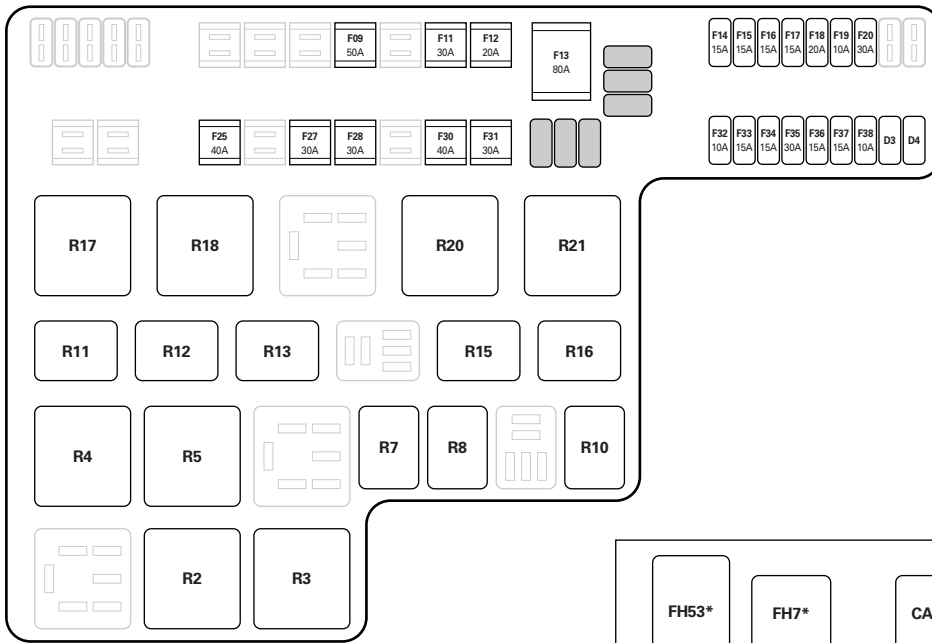 F09 F11 F12
50A 30A 20A
F13
80A
F14 F15 F16 F17 F18 F19 F20
15A 15A 15A 15A 20A 10A 30A
F25 F27 F28 F30 F31
40A 30A 30A 40A 30A
F32 F33 F34 F35 F36 F37 F38 D3 D4
10A 15A 15A 30A 15A 15A 10A
R17 R18 R20 R21
R11 R12 R13 R15 R16
R4 R5 R7 R8 R10
R2 R3
FH53* FH7* CA